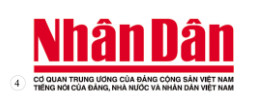 Nhân Dân
4
CƠ QUAN TRUNG ƯƠNG CỦA ĐẢNG CỘNG SẢN VIỆT NAM
TIẾNG NÓI CỦA ĐẢNG, NHÀ NƯỚC VÀ NHÂN DÂN VIỆT NAM